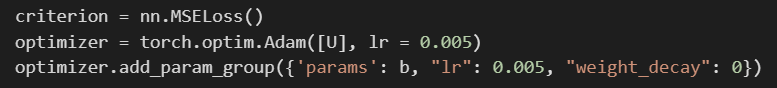 criterion = nn.MSELoss()
optimizer = torch.optim.Adam([U], lr = 0.005)
optimizer.add_param_group({'params': b, "lr": 0.005, "weight_decay": 0})